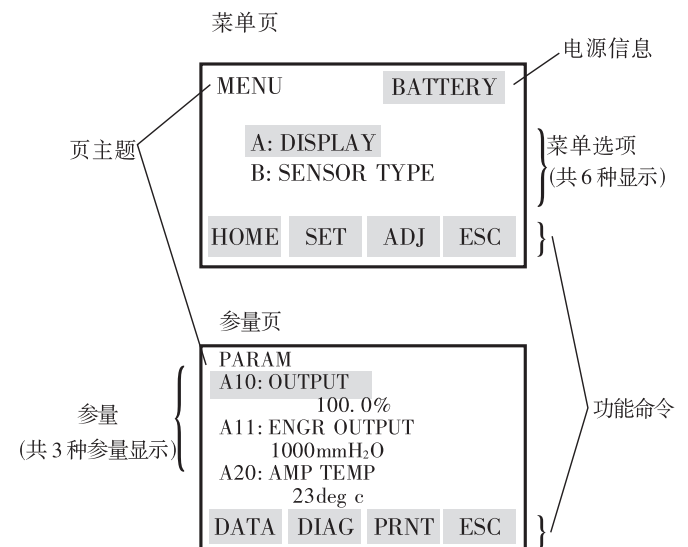 菜单页
电源信息
MENU BATTERY
页主题
A: DISPLAY
B: SENSOR TYPE
菜单选项
(共6种显示)
HOME SET ADJ ESC
参量页
PARAM
A10: OUTPUT
100. 0%
A11: ENGR OUTPUT
1000mmH₂O
A20: AMP TEMP
23deg c
参量
(共3种参量显示)
功能命令
DATA DIAG PRNT ESC